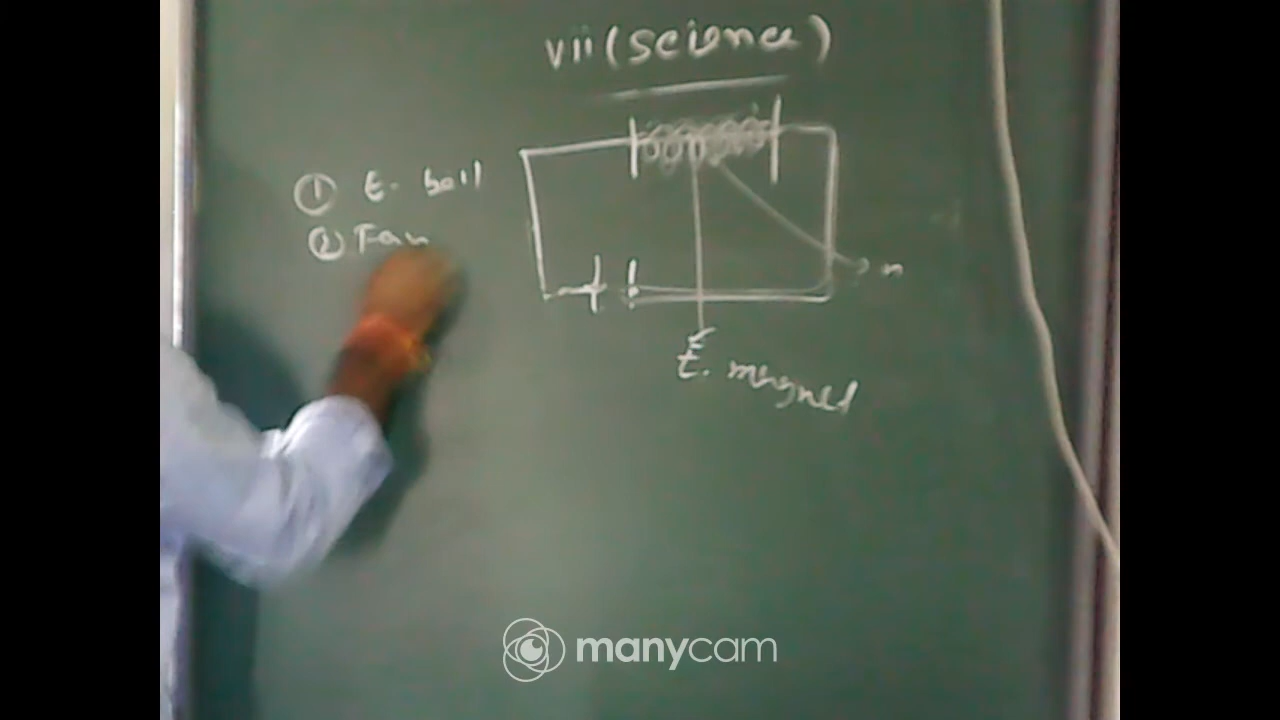 vii (science)
① E. bell
② Fan
n
E. magnet
manycam